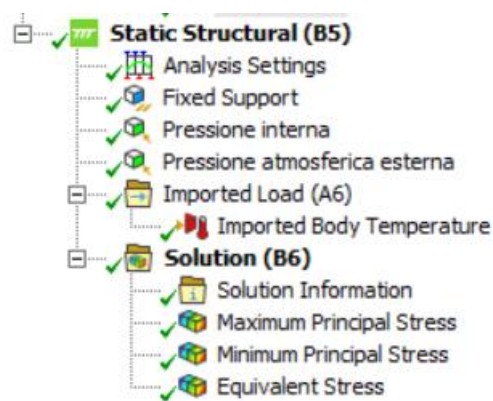 Static Structural (B5)
Analysis Settings
Fixed Support
Pressione interna
Pressione atmosferica esterna
Imported Load (A6)
Imported Body Temperature
Solution (B6)
Solution Information
Maximum Principal Stress
Minimum Principal Stress
Equivalent Stress